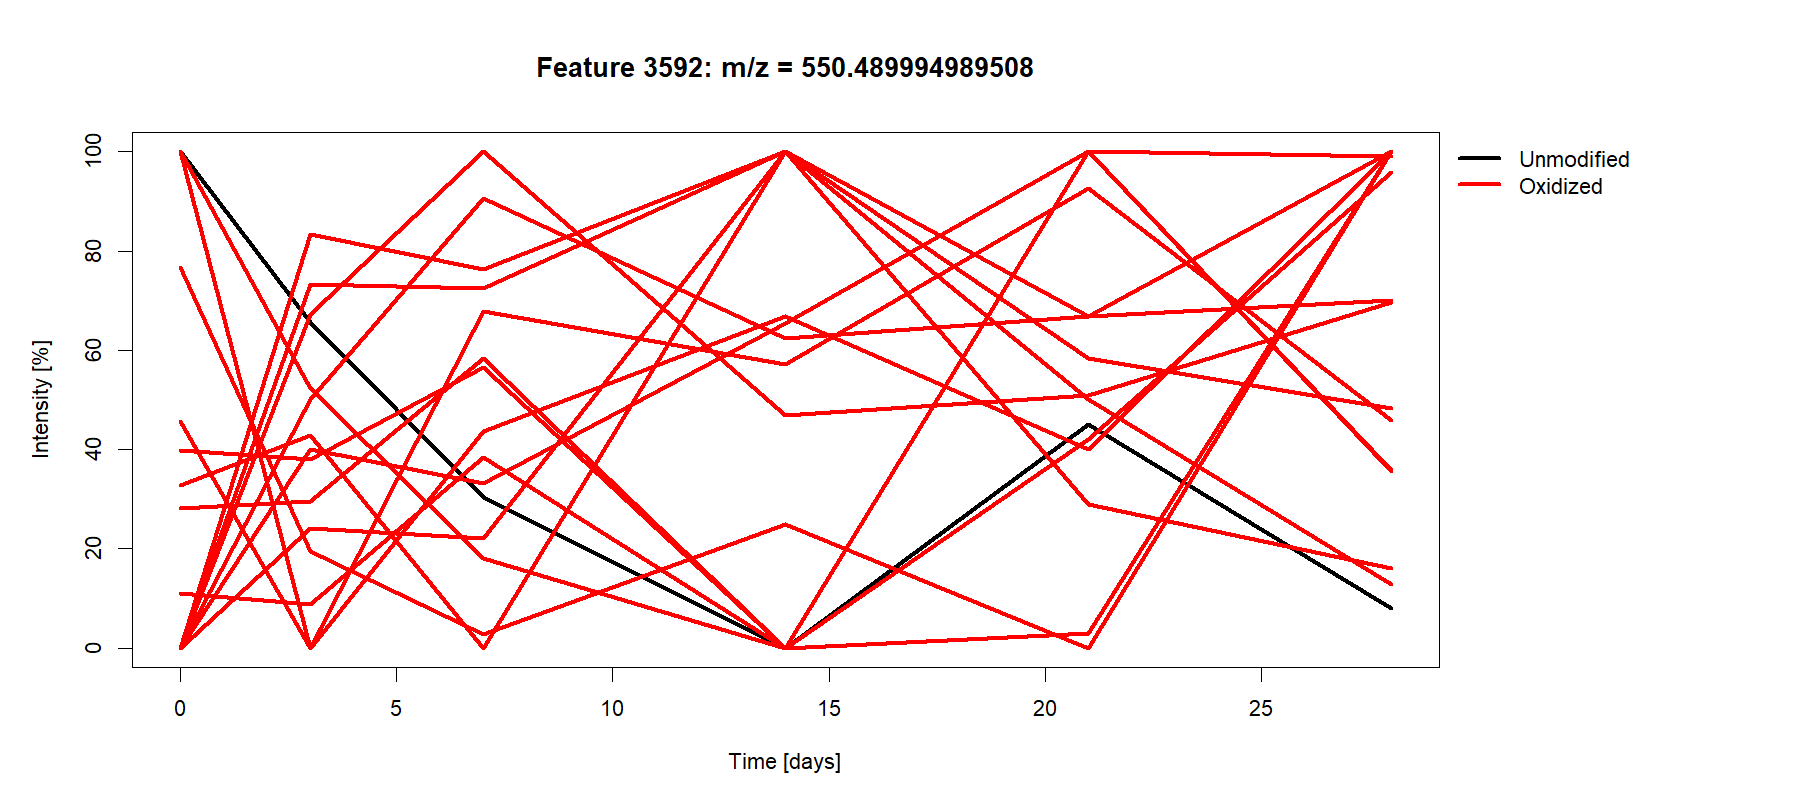 Feature 3592: m/z = 550.489994989508
Unmodified
Oxidized
Intensity [%]
100
80
60
40
20
0
0 5 10 15 20 25
Time [days]